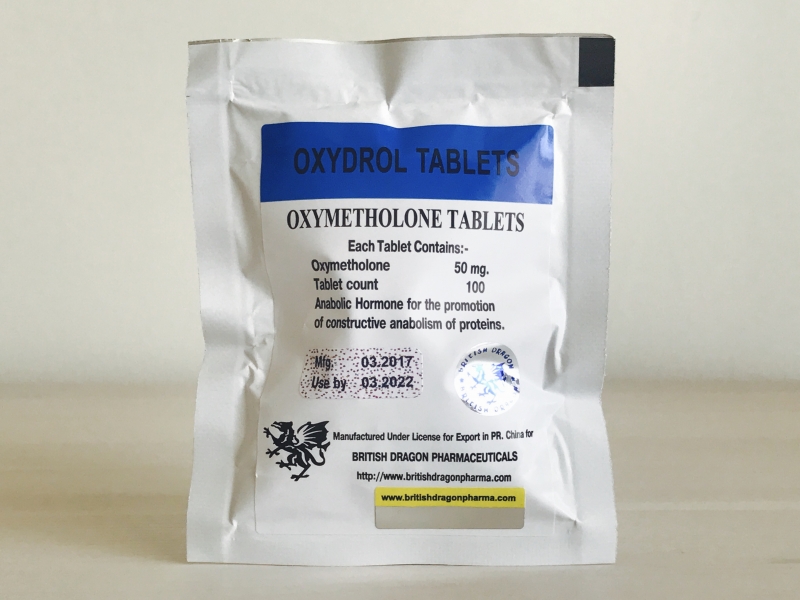 OXYDROL TABLETS
OXYMETHOLONE TABLETS
Each Tablet Contains:-
Oxymetholone 50 mg.
Tablet count 100
Anabolic Hormone for the promotion
of constructive anabolism of proteins.
Mfg. 03.2017
Use by 03.2022
Manufactured Under License for Export in PR. China for
BRITISH DRAGON PHARMACEUTICALS
http://www.britishdragonpharma.com
www.britishdragonpharma.com